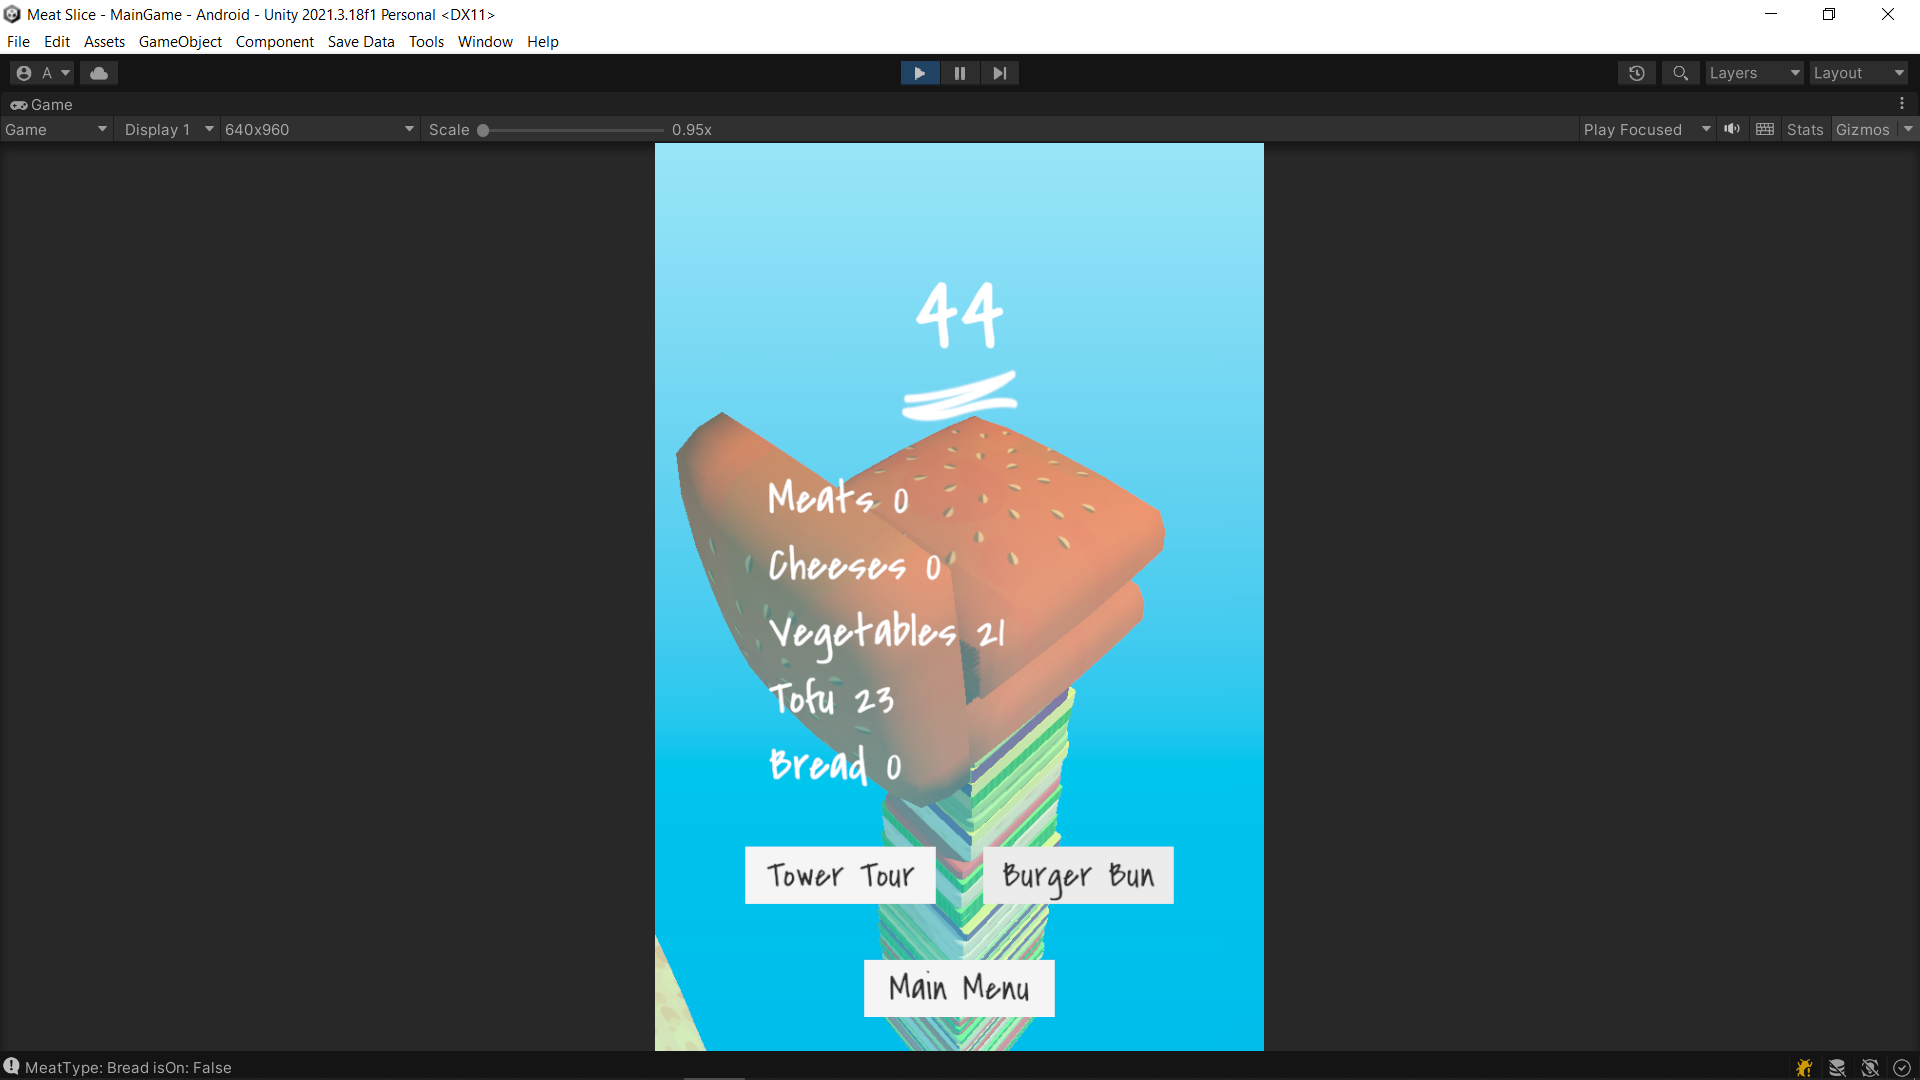 Meat Slice - MainGame - Android - Unity 2021.3.18f1 Personal <DX11>
File Edit Assets GameObject Component Save Data Tools Window Help
A Layers Layout
Game
Game Display 1 640x960 Scale 0.95x Play Focused Stats Gizmos
44
Meats 0
Cheeses 0
Vegetables 21
Tofu 23
Bread 0
Tower Tour Burger Bun
Main Menu
MeatType: Bread isOn: False